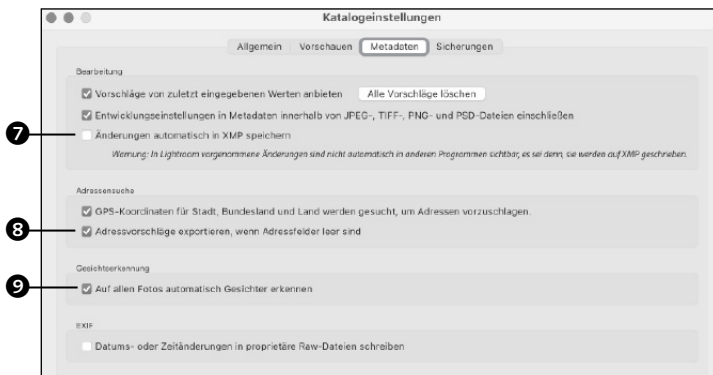 Katalogeinstellungen
Allgemein Vorschauen Metadaten Sicherungen
Bearbeitung
Vorschläge von zuletzt eingegebenen Werten anbieten Alle Vorschläge löschen
Entwicklungseinstellungen in Metadaten innerhalb von JPEG-, TIFF-, PNG- und PSD-Dateien einschließen
7 Änderungen automatisch in XMP speichern
Warnung: In Lightroom vorgenommene Änderungen sind nicht automatisch in anderen Programmen sichtbar, es sei denn, sie werden auf XMP geschrieben.
Adressensuche
GPS-Koordinaten für Stadt, Bundesland und Land werden gesucht, um Adressen vorzuschlagen.
8 Adressvorschläge exportieren, wenn Adressfelder leer sind
Gesichtserkennung
9 Auf allen Fotos automatisch Gesichter erkennen
EXIF
Datums- oder Zeitänderungen in proprietäre Raw-Dateien schreiben